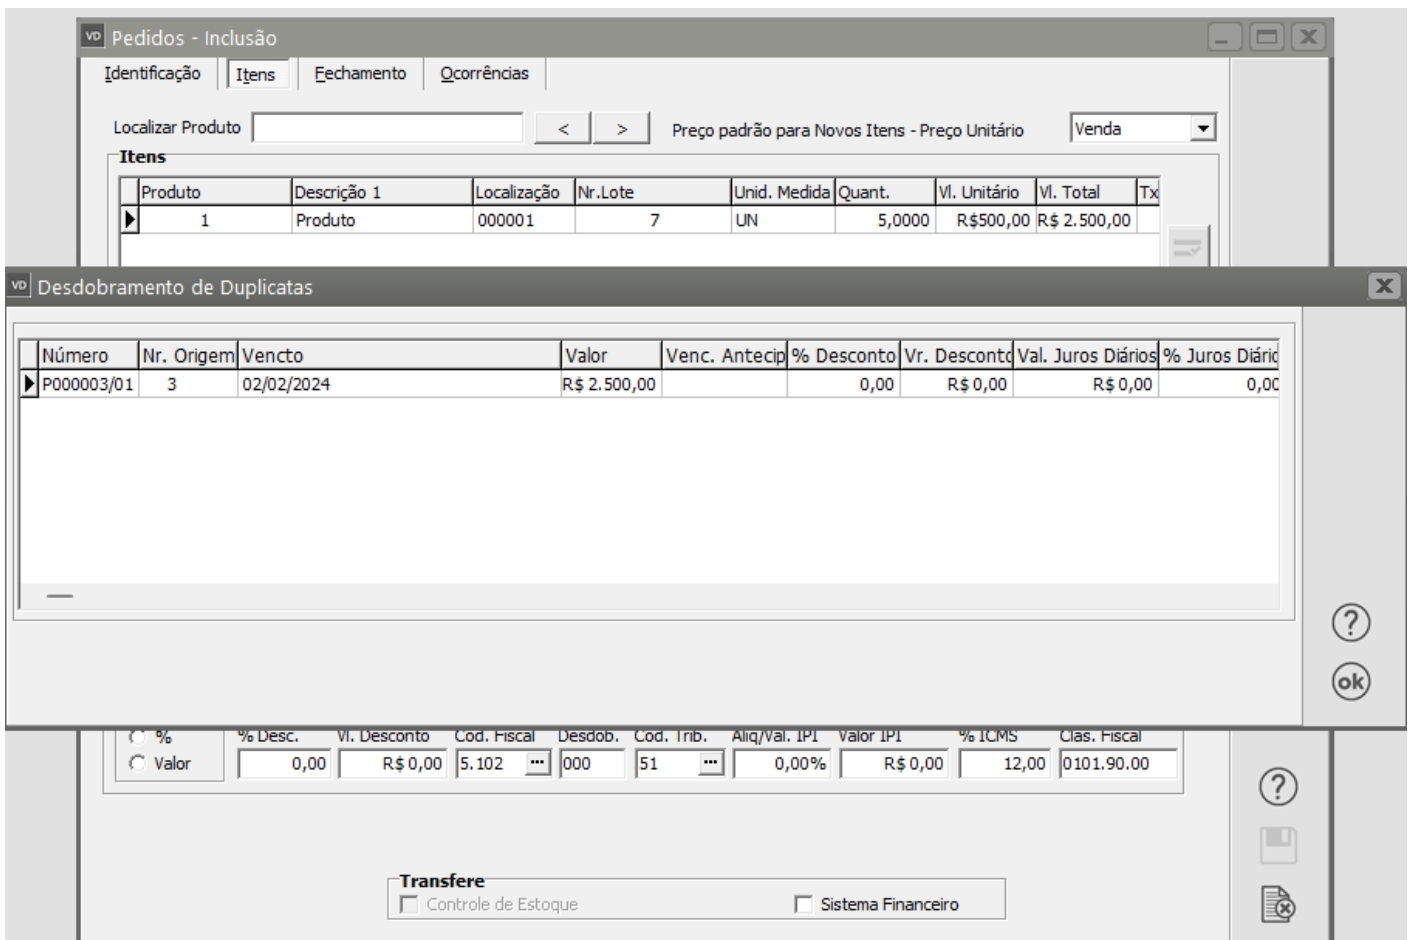 VD Pedidos - Inclusão
Identificação Itens Fechamento Ocorrências
Localizar Produto < > Preço padrão para Novos Itens - Preço Unitário Venda
Itens
Produto Descrição 1 Localização Nr.Lote Unid. Medida Quant. Vl. Unitário Vl. Total Tx
1 Produto 000001 7 UN 5,0000 R$500,00 R$ 2.500,00
VD Desdobramento de Duplicatas
Número Nr. Origem Vencto Valor Venc. Antecip % Desconto Vr. Desconto Val. Juros Diários % Juros Diário
P000003/01 3 02/02/2024 R$ 2.500,00 0,00 R$ 0,00 R$ 0,00 0,00
?
ok
% % Desc. Vl. Desconto Cod. Fiscal Desdob. Cod. Trib. Aliq/Val. IPI Valor IPI % ICMS Clas. Fiscal
Valor 0,00 R$ 0,00 5.102 ... 000 51 ... 0,00% R$ 0,00 12,00 0101.90.00
?
Transfere
Controle de Estoque Sistema Financeiro